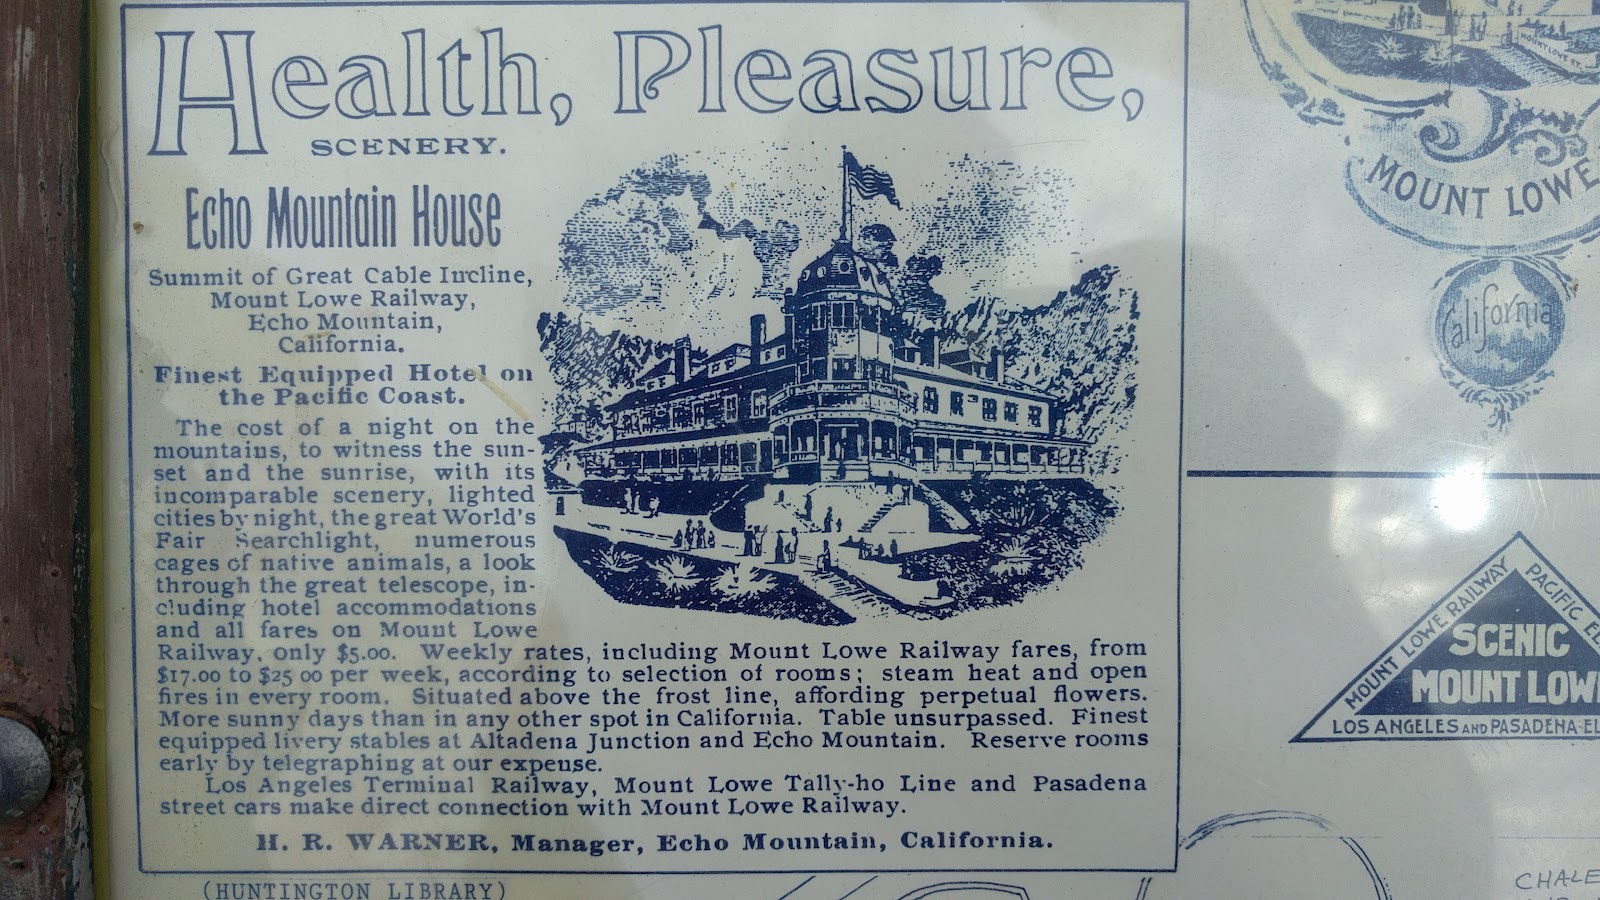 Health, Pleasure,
SCENERY.
Echo Mountain House
Summit of Great Cable Incline,
Mount Lowe Railway,
Echo Mountain,
California.
Finest Equipped Hotel on
the Pacific Coast.
The cost of a night on the
mountains, to witness the sun-
set and the sunrise, with its
incomparable scenery, lighted
cities by night, the great World's
Fair Searchlight, numerous
cages of native animals, a look
through the great telescope, in-
cluding hotel accommodations
and all fares on Mount Lowe
Railway, only $5.00. Weekly rates, including Mount Lowe Railway fares, from
$17.00 to $25 00 per week, according to selection of rooms; steam heat and open
fires in every room. Situated above the frost line, affording perpetual flowers.
More sunny days than in any other spot in California. Table unsurpassed. Finest
equipped livery stables at Altadena Junction and Echo Mountain. Reserve rooms
early by telegraphing at our expense.
Los Angeles Terminal Railway, Mount Lowe Tally-ho Line and Pasadena
street cars make direct connection with Mount Lowe Railway.
H. R. WARNER, Manager, Echo Mountain, California.
(HUNTINGTON LIBRARY)
MOUNT LOWE RY.
MOUNT LOWE
California
MOUNT LOWE RAILWAY
PACIFIC EL
SCENIC
MOUNT LOW
LOS ANGELES AND PASADENA-EL
CHALE